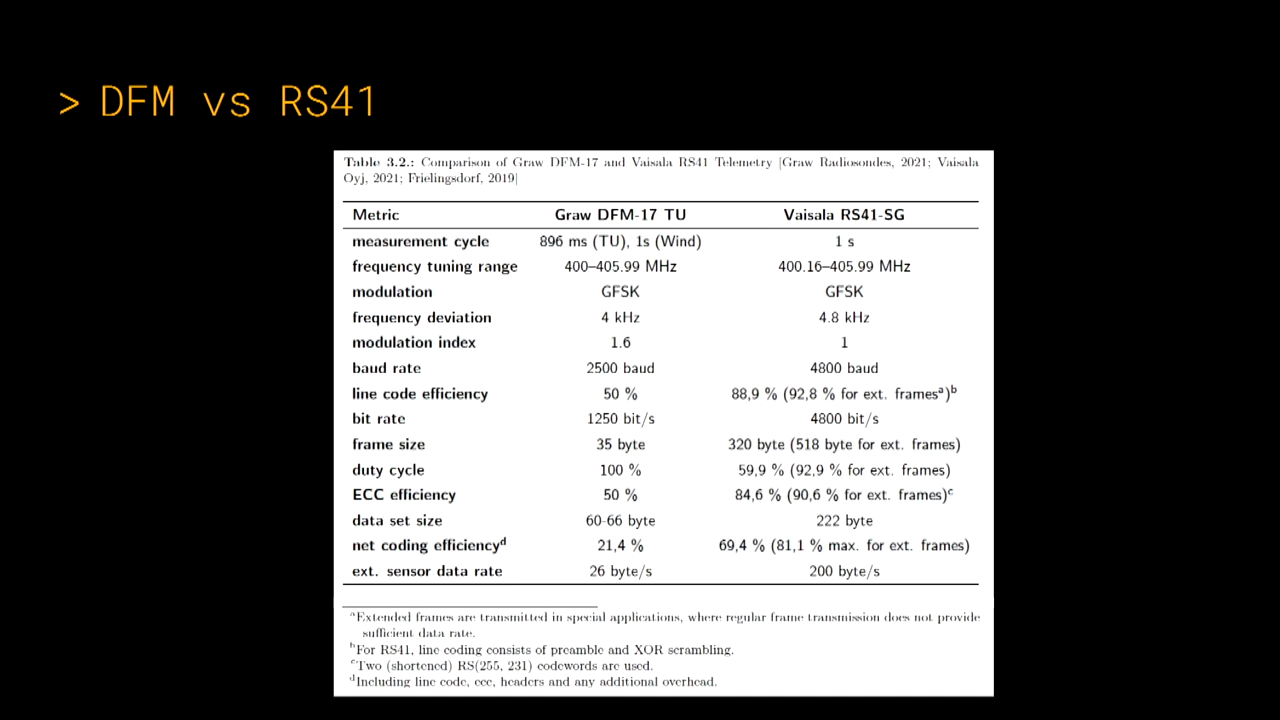 > DFM vs RS41
Table 3.2.: Comparison of Graw DFM-17 and Vaisala RS41 Telemetry [Graw Radiosondes, 2021; Vaisala
Oyj, 2021; Frielingsdorf, 2019]
Metric Graw DFM-17 TU Vaisala RS41-SG
measurement cycle 896 ms (TU), 1s (Wind) 1 s
frequency tuning range 400–405.99 MHz 400.16–405.99 MHz
modulation GFSK GFSK
frequency deviation 4 kHz 4.8 kHz
modulation index 1.6 1
baud rate 2500 baud 4800 baud
line code efficiency 50 % 88,9 % (92,8 % for ext. framesᵃ)ᵇ
bit rate 1250 bit/s 4800 bit/s
frame size 35 byte 320 byte (518 byte for ext. frames)
duty cycle 100 % 59,9 % (92,9 % for ext. frames)
ECC efficiency 50 % 84,6 % (90,6 % for ext. frames)ᶜ
data set size 60-66 byte 222 byte
net coding efficiencyᵈ 21,4 % 69,4 % (81,1 % max. for ext. frames)
ext. sensor data rate 26 byte/s 200 byte/s
ᵃExtended frames are transmitted in special applications, where regular frame transmission does not provide
sufficient data rate.
ᵇFor RS41, line coding consists of preamble and XOR scrambling.
ᶜTwo (shortened) RS(255, 231) codewords are used.
ᵈIncluding line code, ecc, headers and any additional overhead.